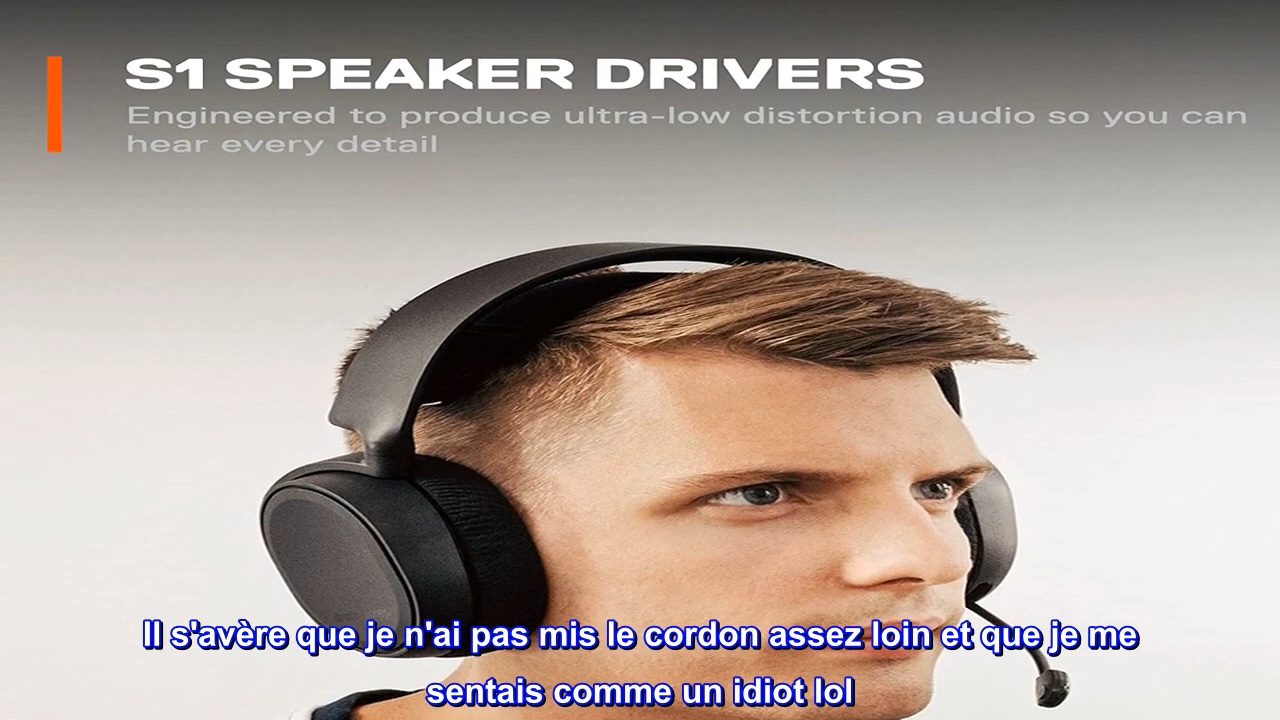 S1 SPEAKER DRIVERS
Engineered to produce ultra-low distortion audio so you can
hear every detail
Il s'avère que je n'ai pas mis le cordon assez loin et que je me
sentais comme un idiot lol